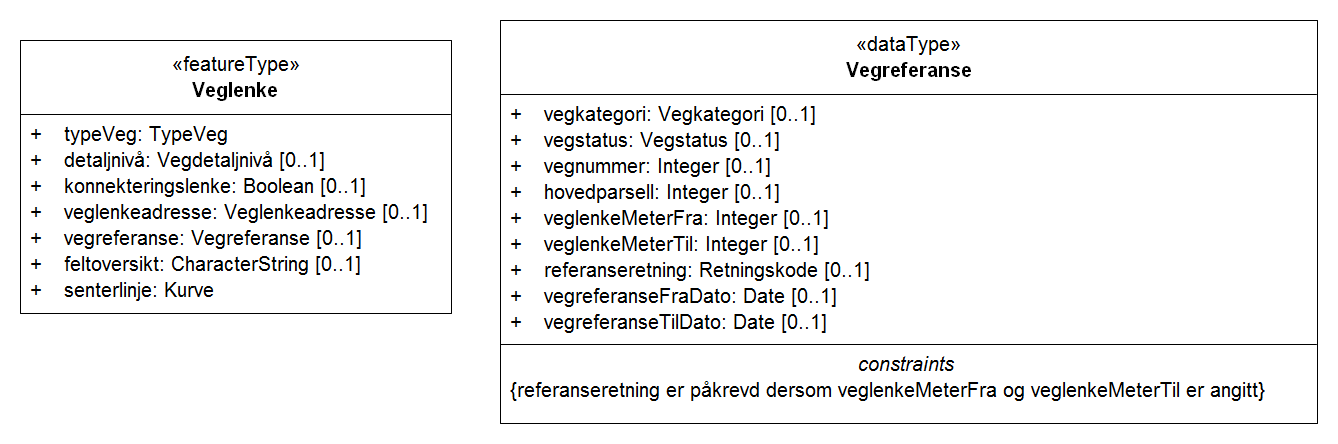 «featureType»
Veglenke
+ typeVeg: TypeVeg
+ detaljnivå: Vegdetaljnivå [0..1]
+ konnekteringslenke: Boolean [0..1]
+ veglenkeadresse: Veglenkeadresse [0..1]
+ vegreferanse: Vegreferanse [0..1]
+ feltoversikt: CharacterString [0..1]
+ senterlinje: Kurve
«dataType»
Vegreferanse
+ vegkategori: Vegkategori [0..1]
+ vegstatus: Vegstatus [0..1]
+ vegnummer: Integer [0..1]
+ hovedparsell: Integer [0..1]
+ veglenkeMeterFra: Integer [0..1]
+ veglenkeMeterTil: Integer [0..1]
+ referanseretning: Retningskode [0..1]
+ vegreferanseFraDato: Date [0..1]
+ vegreferanseTilDato: Date [0..1]
constraints
{referanseretning er påkrevd dersom veglenkeMeterFra og veglenkeMeterTil er angitt}